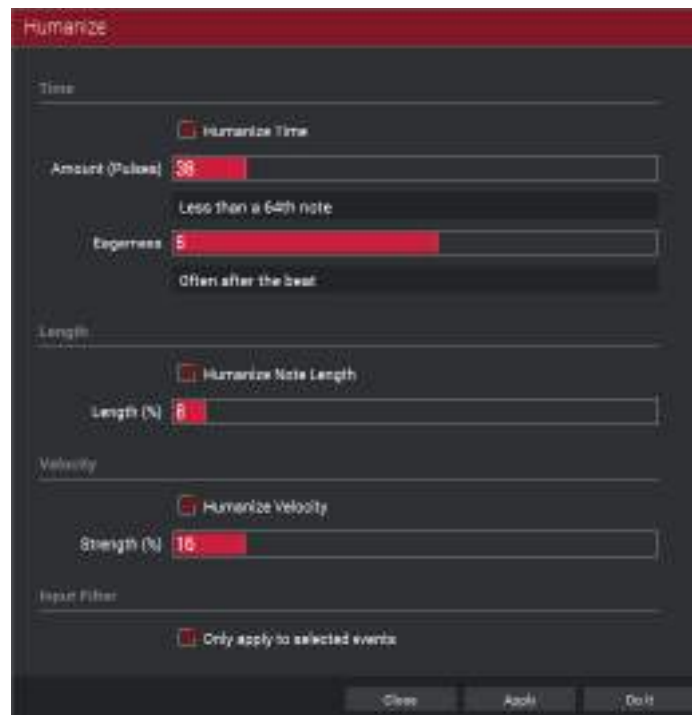 Humanize
Time
Humanize Time
Amount (Pulses) 38
Less than a 64th note
Eagerness 5
Often after the beat
Length
Humanize Note Length
Length (%) 8
Velocity
Humanize Velocity
Strength (%) 16
Input Filter
Only apply to selected events
Close Apply Do It